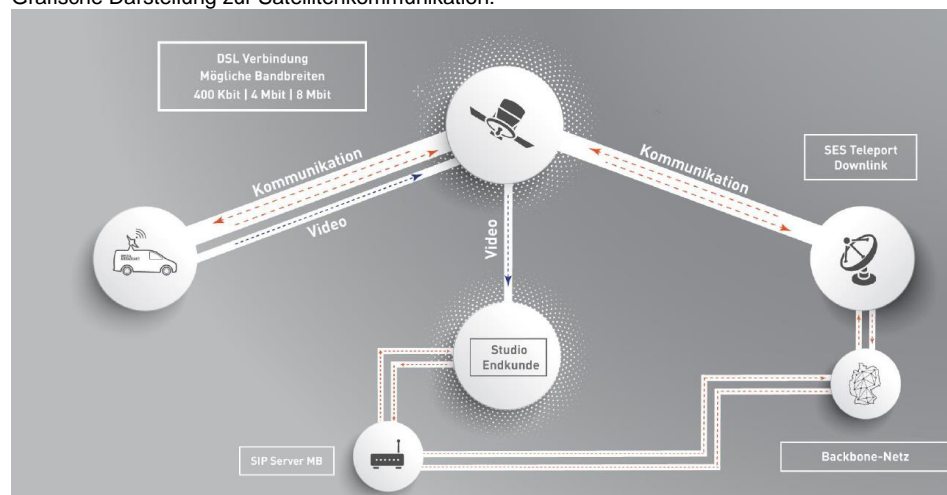 Grafische Darstellung zur Satellitenkommunikation:
DSL Verbindung
Mögliche Bandbreiten
400 Kbit | 4 Mbit | 8 Mbit
Kommunikation
Video
Kommunikation
SES Teleport
Downlink
Video
Studio
Endkunde
SIP Server MB
Backbone-Netz